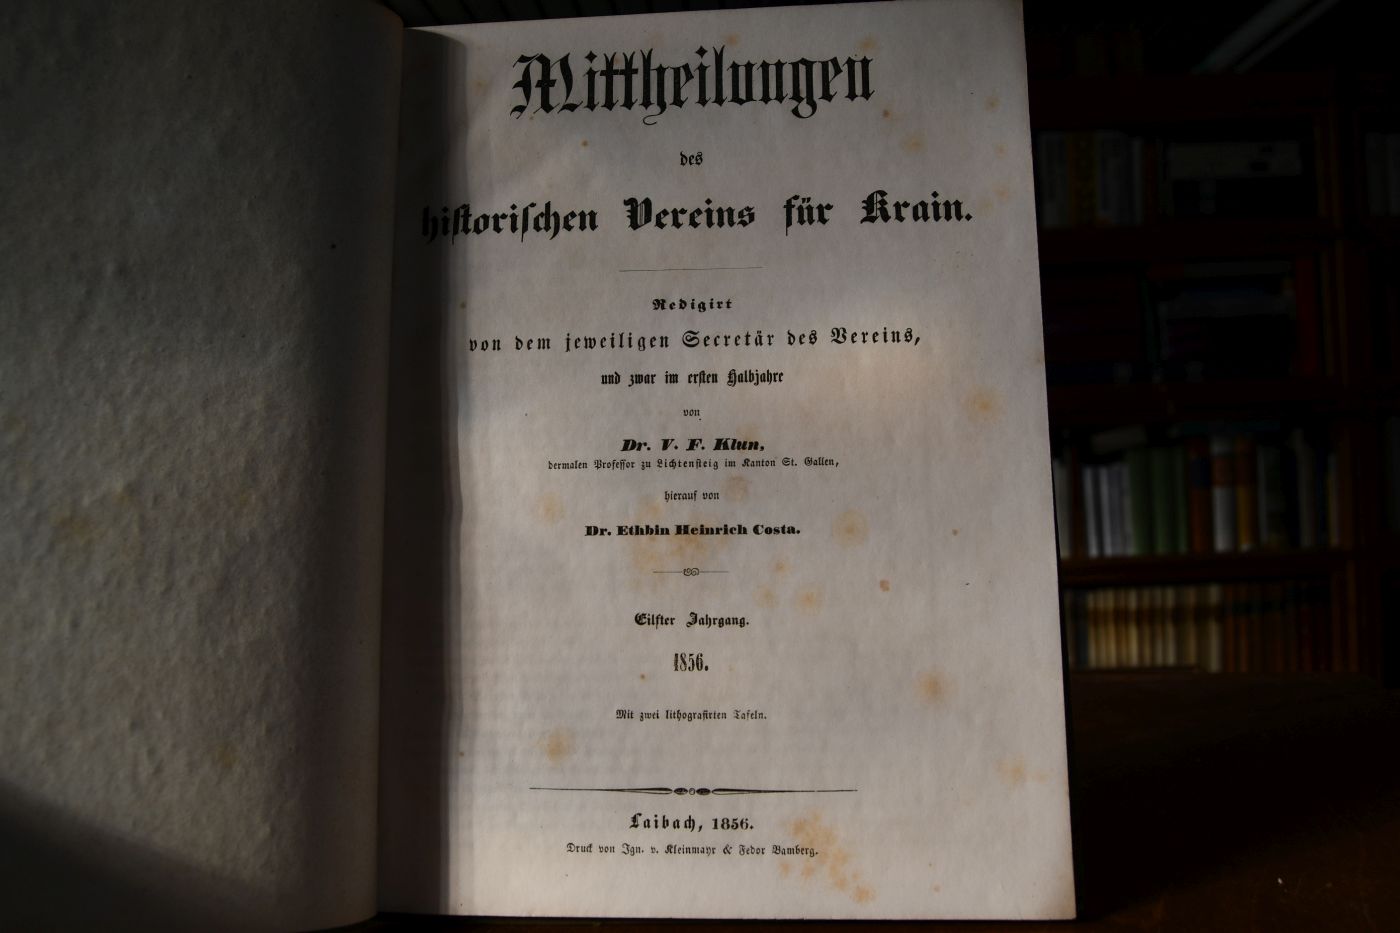 Mittheilungen
des
historischen Vereins für Krain.
Redigirt
von dem jeweiligen Secretär des Vereins,
und zwar im ersten Halbjahre
von
Dr. V. F. Klun,
dermalen Professor zu Lichtensteig im Kanton St. Gallen,
hierauf von
Dr. Ethbin Heinrich Costa.
Eilfter Jahrgang.
1856.
Mit zwei lithografirten Tafeln.
Laibach, 1856.
Druck von Ign. v. Kleinmayr & Fedor Bamberg.